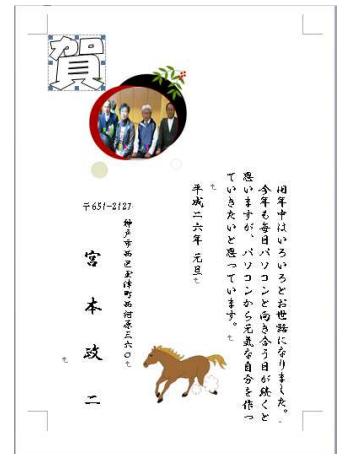 賀
旧年中はいろいろとお世話になりました。
今年も毎日パソコンと向き合う日が続くと
思いますが、パソコンから元気な自分を作っ
ていきたいと思っています。
平成二六年 元旦
〒651-2127
神戸市西区玉津町西河原三六〇
宮本政二